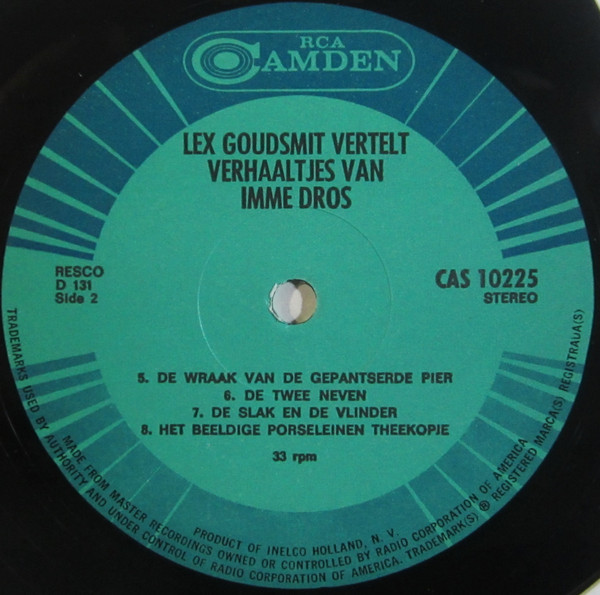 RCA
CAMDEN
LEX GOUDSMIT VERTELT
VERHAALTJES VAN
IMME DROS
RESCO
D 131
Side 2
CAS 10225
STEREO
5. DE WRAAK VAN DE GEPANTSERDE PIER
6. DE TWEE NEVEN
7. DE SLAK EN DE VLINDER
8. HET BEELDIGE PORSELEINEN THEEKOPJE
33 rpm
PRODUCT OF INELCO HOLLAND, N. V.
MADE FROM MASTER RECORDINGS OWNED OR CONTROLLED BY RADIO CORPORATION OF AMERICA
TRADEMARKS USED BY AUTHORITY AND UNDER CONTROL OF RADIO CORPORATION OF AMERICA. TRADEMARK(S) ® REGISTERED MARCA(S) REGISTRADA(S)